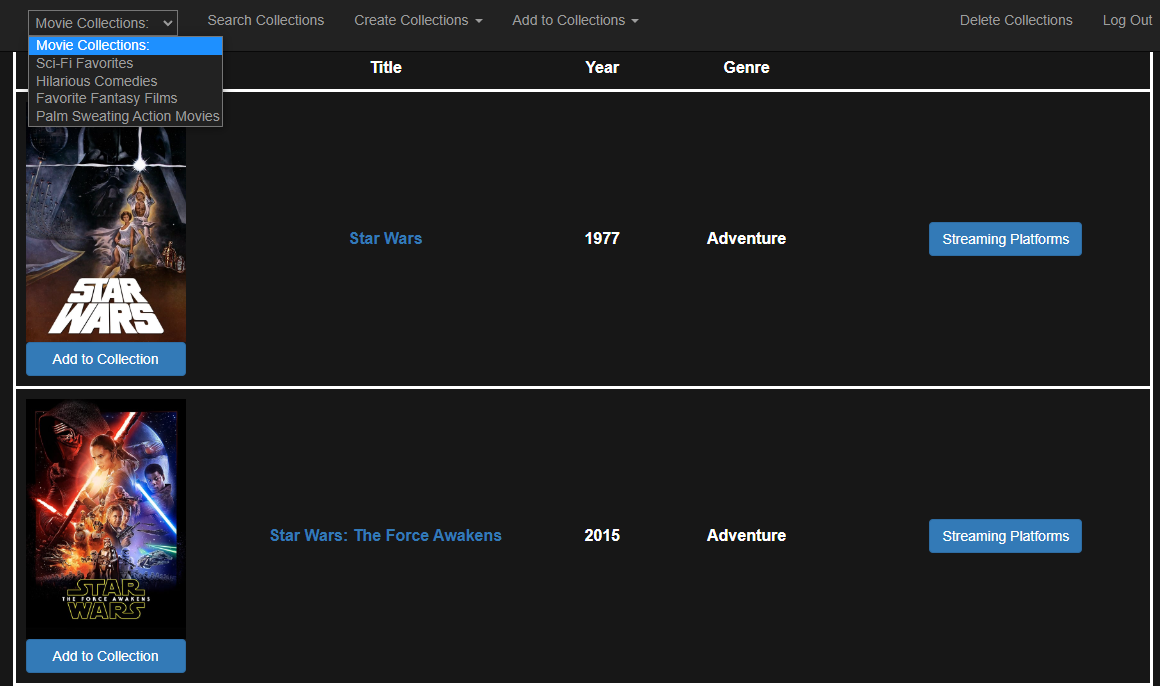 Movie Collections:
Search Collections
Create Collections
Add to Collections
Delete Collections
Log Out
Movie Collections:
Sci-Fi Favorites
Hilarious Comedies
Favorite Fantasy Films
Palm Sweating Action Movies
Title
Year
Genre
STAR
WARS
Star Wars
1977
Adventure
Streaming Platforms
Add to Collection
STAR
THE FORCE AWAKENS
WARS
Star Wars: The Force Awakens
2015
Adventure
Streaming Platforms
Add to Collection